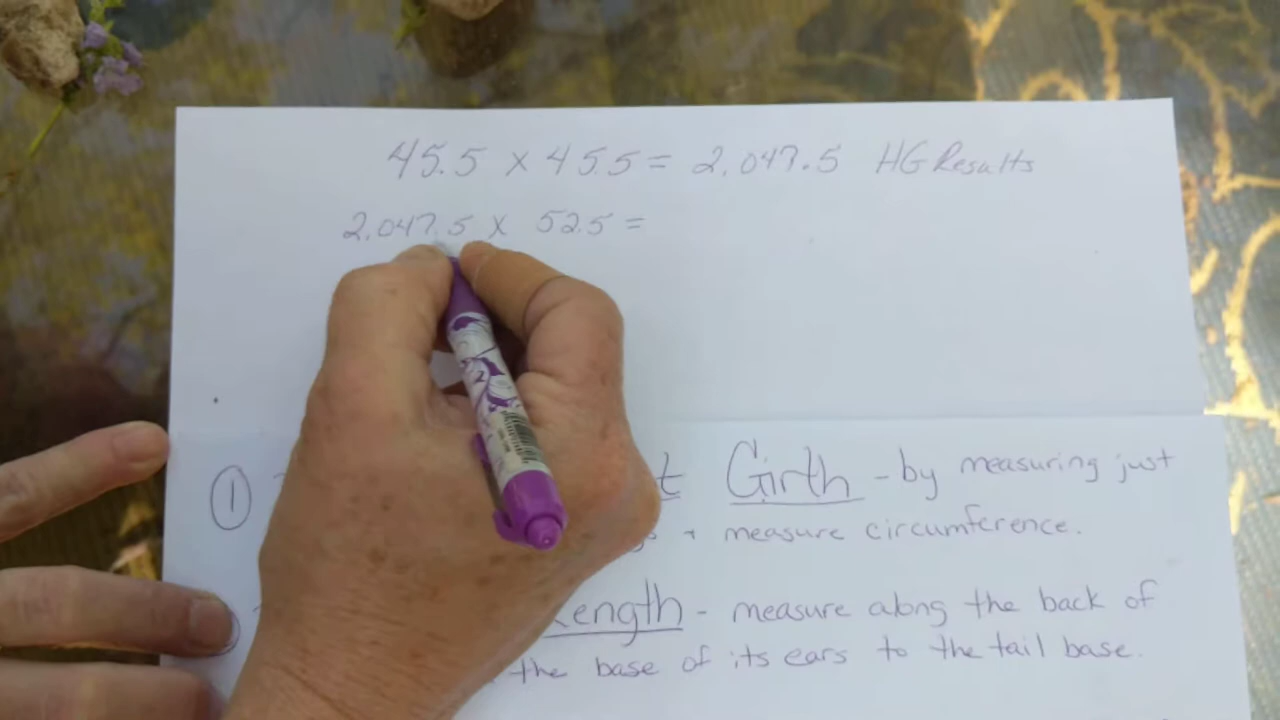 45.5 x 45.5 = 2,047.5 HG Results
2,047.5 x 52.5 =
① Girth - by measuring just
measure circumference.
Length - measure along the back of
the base of its ears to the tail base.